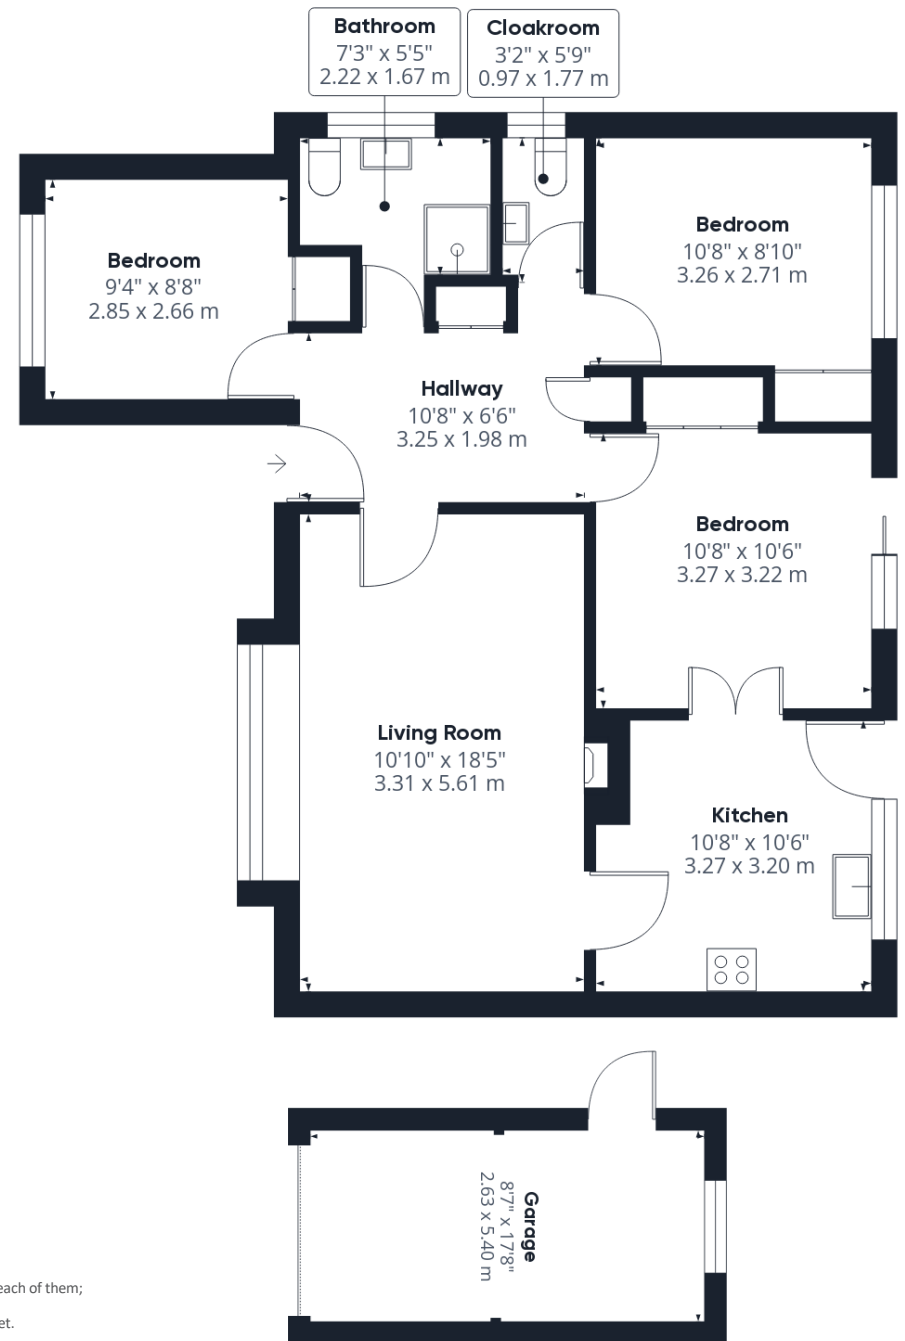 Bathroom
7'3" x 5'5"
2.22 x 1.67 m
Cloakroom
3'2" x 5'9"
0.97 x 1.77 m
Bedroom
9'4" x 8'8"
2.85 x 2.66 m
Bedroom
10'8" x 8'10"
3.26 x 2.71 m
Hallway
10'8" x 6'6"
3.25 x 1.98 m
Bedroom
10'8" x 10'6"
3.27 x 3.22 m
Living Room
10'10" x 18'5"
3.31 x 5.61 m
Kitchen
10'8" x 10'6"
3.27 x 3.20 m
Garage
8'7" x 17'8"
2.63 x 5.40 m
each of them;
et.